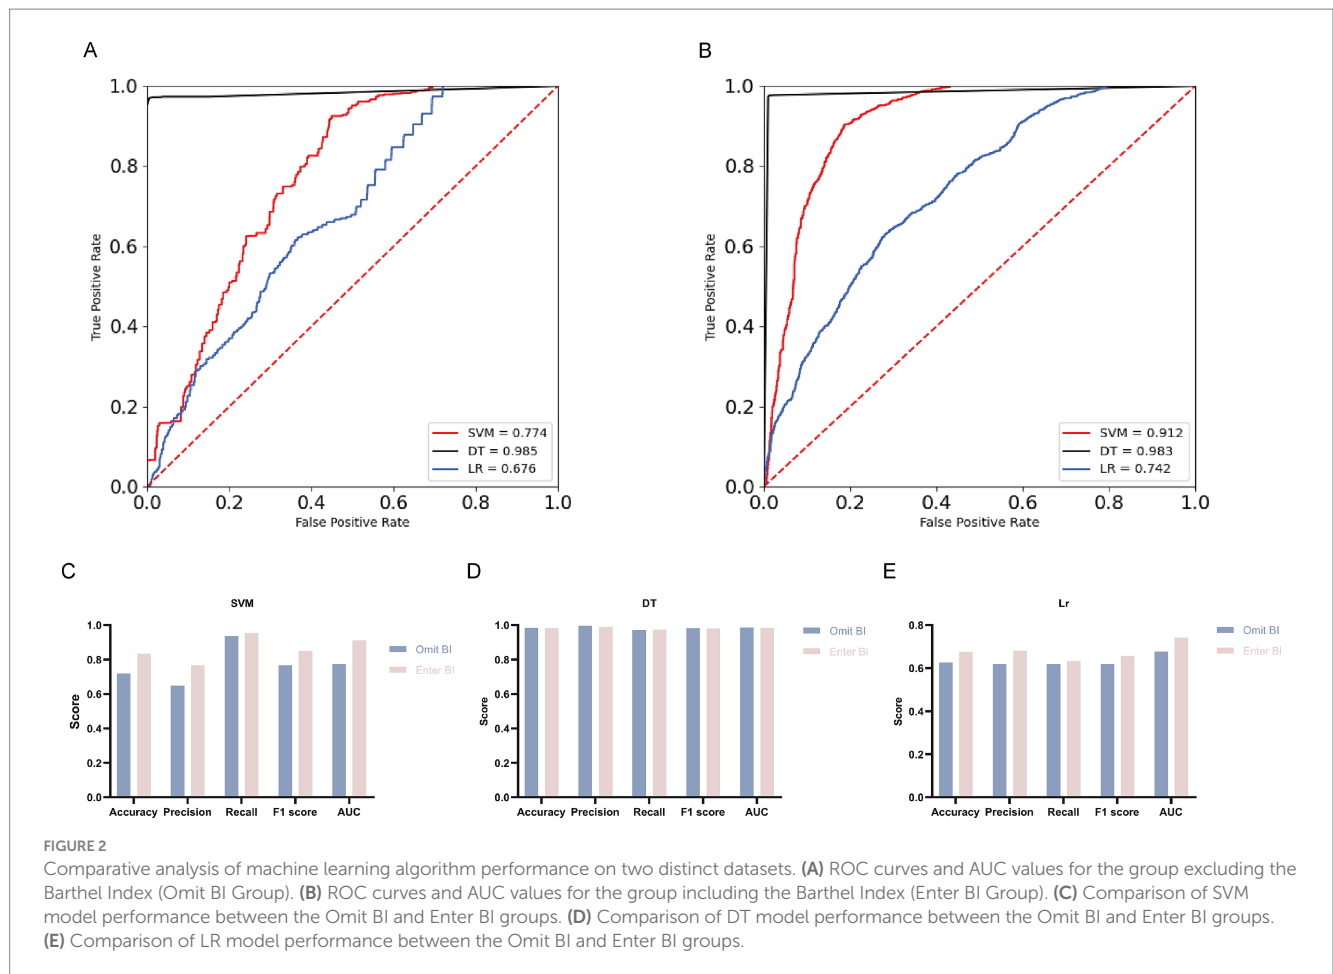 A
1.0
0.8
0.6
0.4
0.2
0.0
True Positive Rate
SVM = 0.774
DT = 0.985
LR = 0.676
0.0 0.2 0.4 0.6 0.8 1.0
False Positive Rate
B
1.0
0.8
0.6
0.4
0.2
0.0
True Positive Rate
SVM = 0.912
DT = 0.983
LR = 0.742
0.0 0.2 0.4 0.6 0.8 1.0
False Positive Rate
C
SVM
1.0
0.8
0.6
0.4
0.2
0.0
Score
Omit BI
Enter BI
Accuracy Precision Recall F1 score AUC
D
DT
1.0
0.8
0.6
0.4
0.2
0.0
Score
Omit BI
Enter BI
Accuracy Precision Recall F1 score AUC
E
Lr
0.8
0.6
0.4
0.2
0.0
Score
Omit BI
Enter BI
Accuracy Precision Recall F1 score AUC
FIGURE 2
Comparative analysis of machine learning algorithm performance on two distinct datasets. (A) ROC curves and AUC values for the group excluding the
Barthel Index (Omit BI Group). (B) ROC curves and AUC values for the group including the Barthel Index (Enter BI Group). (C) Comparison of SVM
model performance between the Omit BI and Enter BI groups. (D) Comparison of DT model performance between the Omit BI and Enter BI groups.
(E) Comparison of LR model performance between the Omit BI and Enter BI groups.